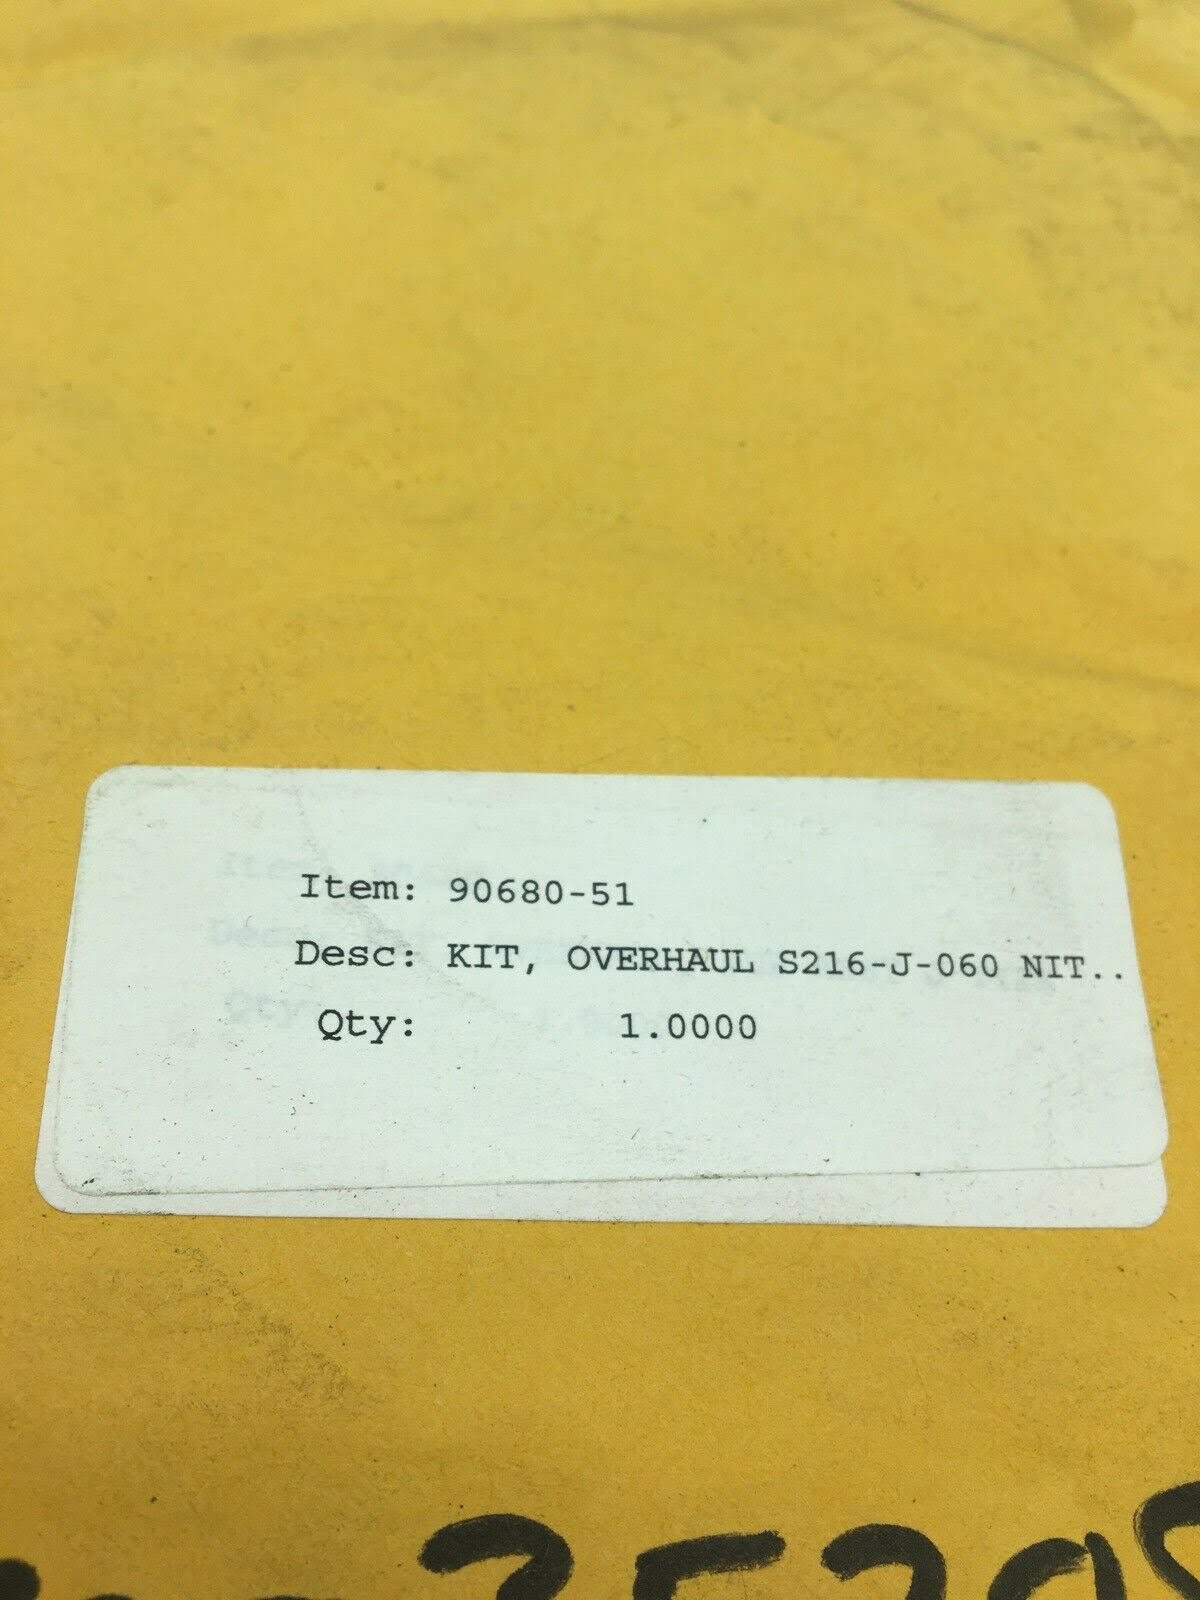 Item: 90680-51
Desc: KIT, OVERHAUL S216-J-060 NIT..
Qty: 1.0000